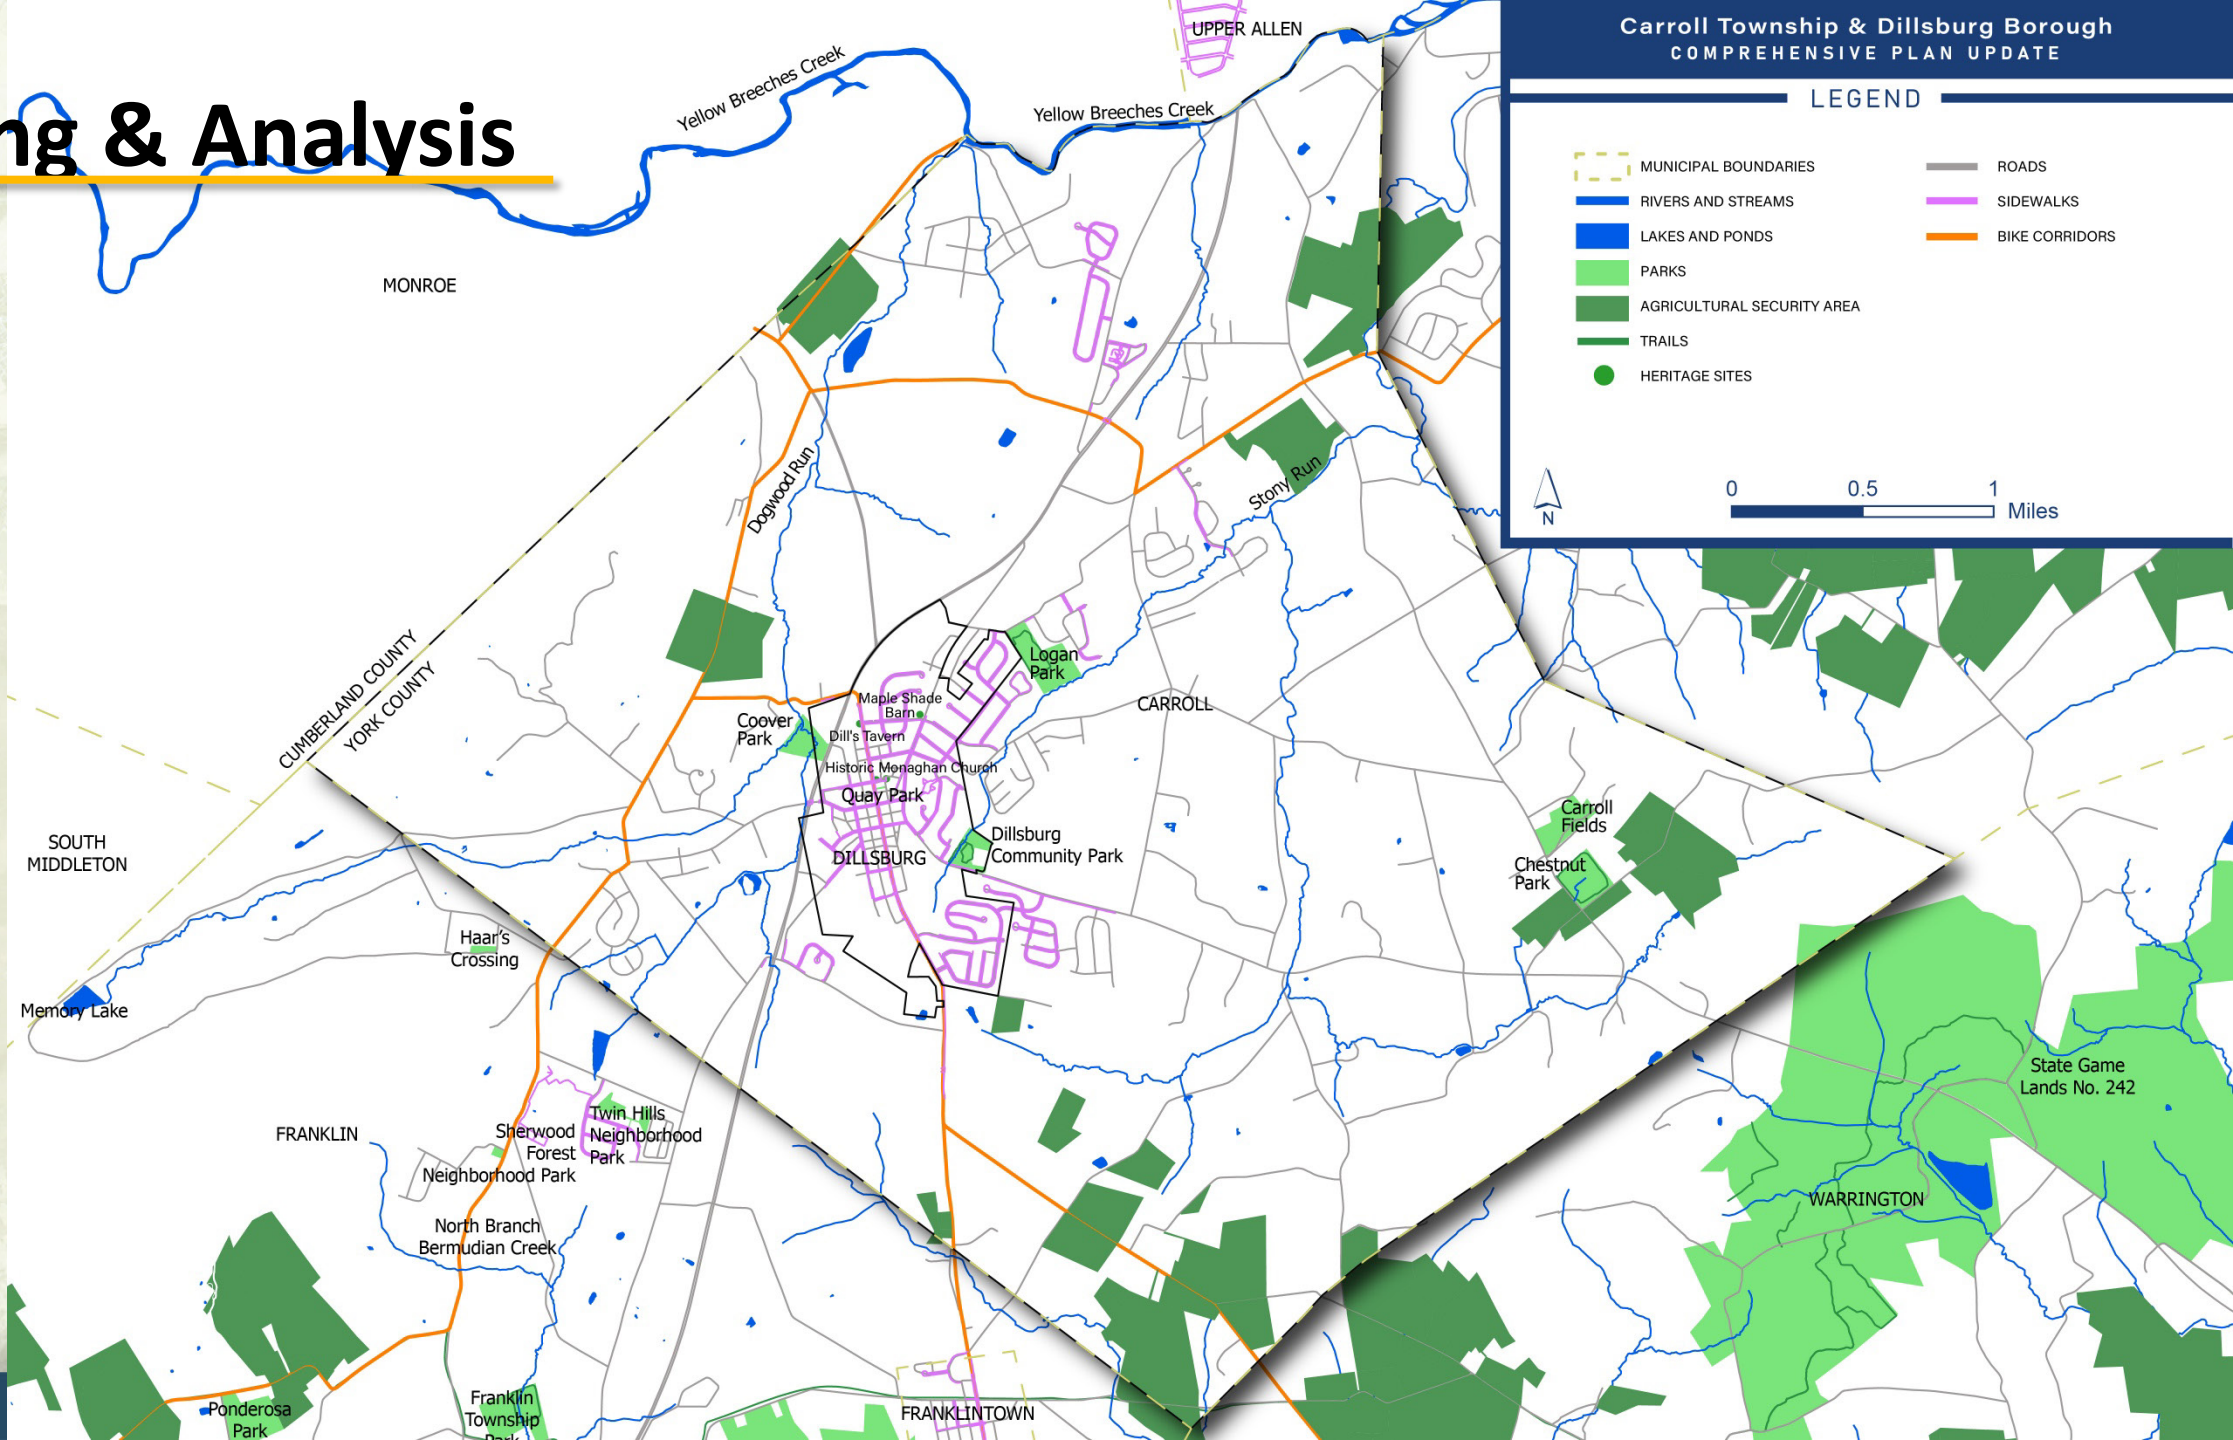 ng & Analysis
Carroll Township & Dillsburg Borough
COMPREHENSIVE PLAN UPDATE
LEGEND
MUNICIPAL BOUNDARIES
RIVERS AND STREAMS
LAKES AND PONDS
PARKS
AGRICULTURAL SECURITY AREA
TRAILS
HERITAGE SITES
ROADS
SIDEWALKS
BIKE CORRIDORS
N
0 0.5 1
Miles
UPPER ALLEN
Yellow Breeches Creek
Yellow Breeches Creek
MONROE
Dogwood Run
Stony Run
CUMBERLAND COUNTY
YORK COUNTY
Logan
Park
Maple Shade
Barn
CARROLL
Coover
Park
Dill's Tavern
Historic Monaghan Church
Quay Park
Carroll
Fields
Dillsburg
Community Park
DILLSBURG
SOUTH
MIDDLETON
Chestnut
Park
Haar's
Crossing
Memory Lake
State Game
Lands No. 242
Twin Hills
Neighborhood
Park
Sherwood
Forest
Neighborhood Park
FRANKLIN
WARRINGTON
North Branch
Bermudian Creek
Ponderosa
Park
Franklin
Township
Park
FRANKLINTOWN